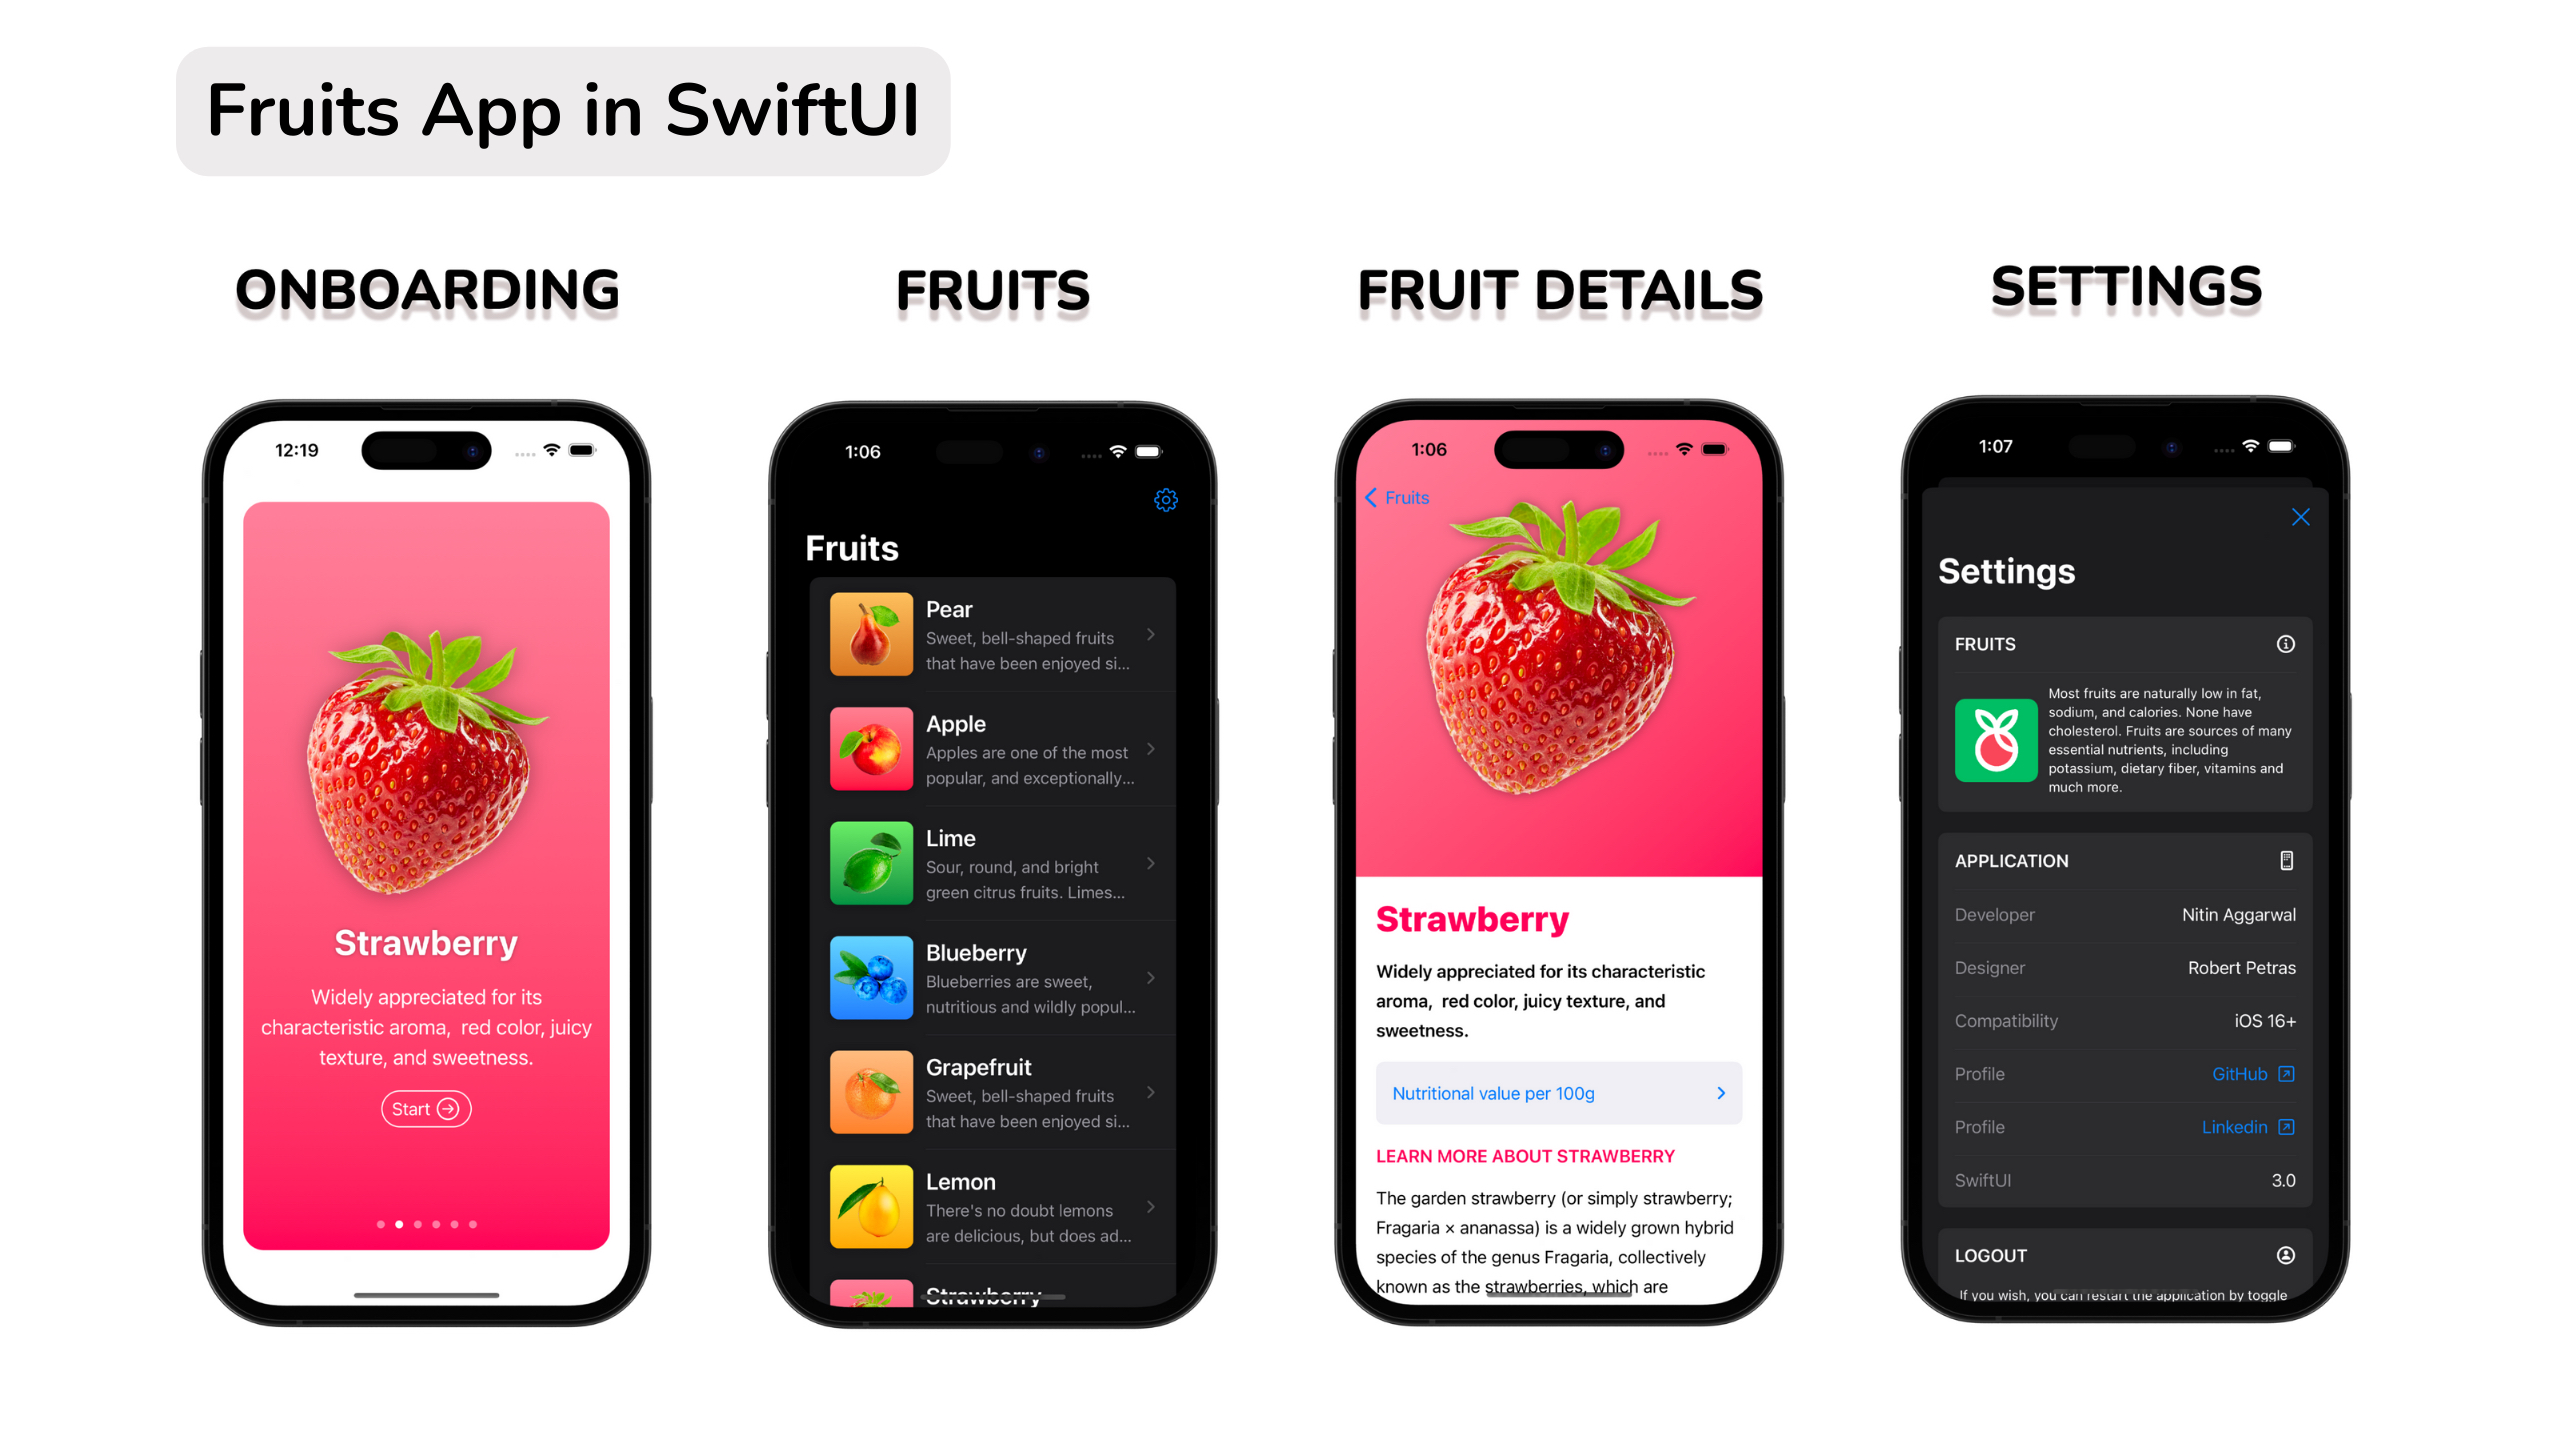 Fruits App in SwiftUI
ONBOARDING
FRUITS
FRUIT DETAILS
SETTINGS
12:19
Strawberry
Widely appreciated for its
characteristic aroma,  red color, juicy
texture, and sweetness.
Start
1:06
Fruits
Pear
Sweet, bell-shaped fruits
that have been enjoyed si...
Apple
Apples are one of the most
popular, and exceptionally...
Lime
Sour, round, and bright
green citrus fruits. Limes...
Blueberry
Blueberries are sweet,
nutritious and wildly popul...
Grapefruit
Sweet, bell-shaped fruits
that have been enjoyed si...
Lemon
There's no doubt lemons
are delicious, but does ad...
Strawberry
1:06
Fruits
Strawberry
Widely appreciated for its characteristic
aroma,  red color, juicy texture, and
sweetness.
Nutritional value per 100g
LEARN MORE ABOUT STRAWBERRY
The garden strawberry (or simply strawberry;
Fragaria × ananassa) is a widely grown hybrid
species of the genus Fragaria, collectively
known as the strawberries, which are
1:07
Settings
FRUITS
Most fruits are naturally low in fat,
sodium, and calories. None have
cholesterol. Fruits are sources of many
essential nutrients, including
potassium, dietary fiber, vitamins and
much more.
APPLICATION
Developer Nitin Aggarwal
Designer Robert Petras
Compatibility iOS 16+
Profile GitHub
Profile Linkedin
SwiftUI 3.0
LOGOUT
If you wish, you can restart the application by toggle